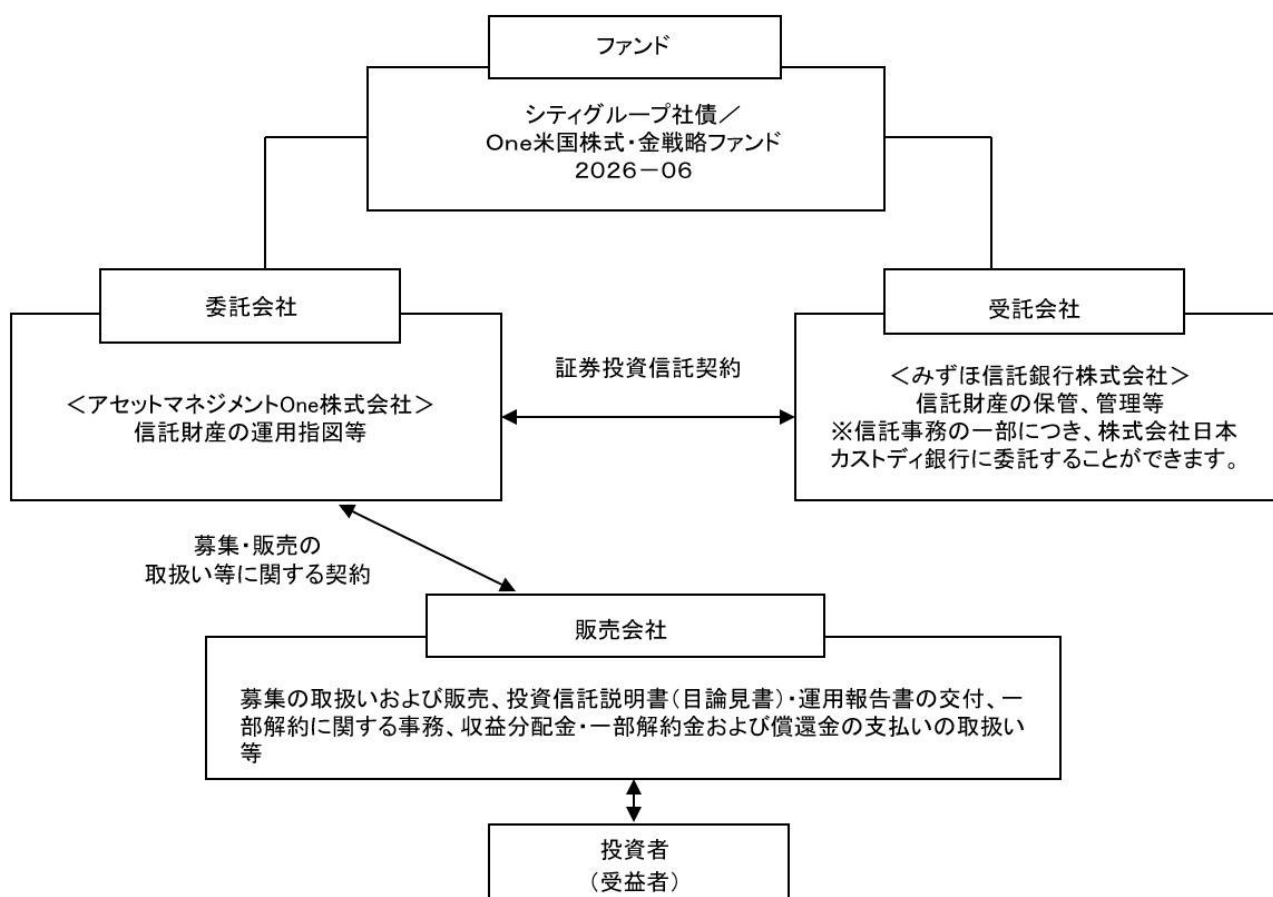 ファンド
シティグループ社債／
One米国株式・金戦略ファンド
２０２６－０６
委託会社
＜アセットマネジメントOne株式会社＞
信託財産の運用指図等
証券投資信託契約
受託会社
＜みずほ信託銀行株式会社＞
信託財産の保管、管理等
※信託事務の一部につき、株式会社日本
カストディ銀行に委託することができます。
募集・販売の
取扱い等に関する契約
販売会社
募集の取扱いおよび販売、投資信託説明書（目論見書）・運用報告書の交付、一
部解約に関する事務、収益分配金・一部解約金および償還金の支払いの取扱い
等
投資者
（受益者）